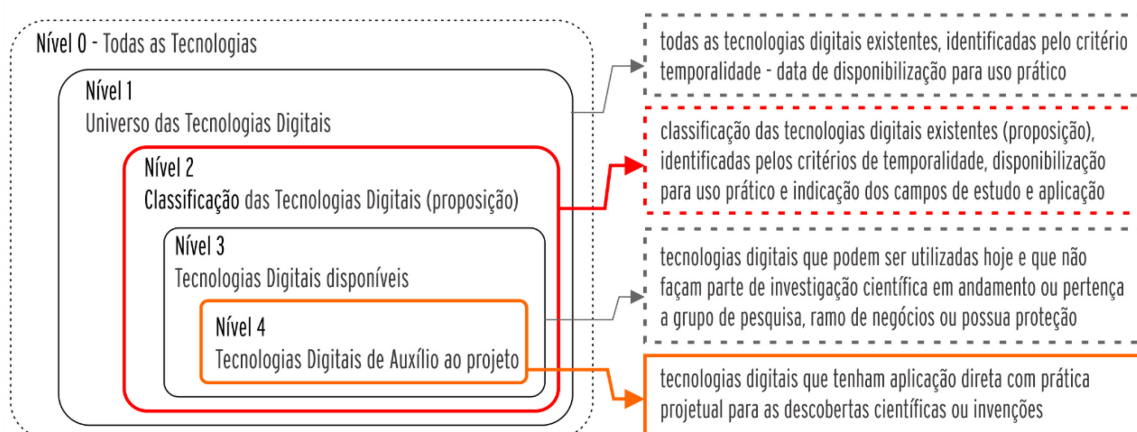 Nível 0 - Todas as Tecnologias
Nível 1
Universo das Tecnologias Digitais
Nível 2
Classificação das Tecnologias Digitais (proposição)
Nível 3
Tecnologias Digitais disponíveis
Nível 4
Tecnologias Digitais de Auxílio ao projeto
todas as tecnologias digitais existentes, identificadas pelo critério
temporalidade - data de disponibilização para uso prático
classificação das tecnologias digitais existentes (proposição),
identificadas pelos critérios de temporalidade, disponibilização
para uso prático e indicação dos campos de estudo e aplicação
tecnologias digitais que podem ser utilizadas hoje e que não
façam parte de investigação científica em andamento ou pertença
a grupo de pesquisa, ramo de negócios ou possua proteção
tecnologias digitais que tenham aplicação direta com prática
projetual para as descobertas científicas ou invenções